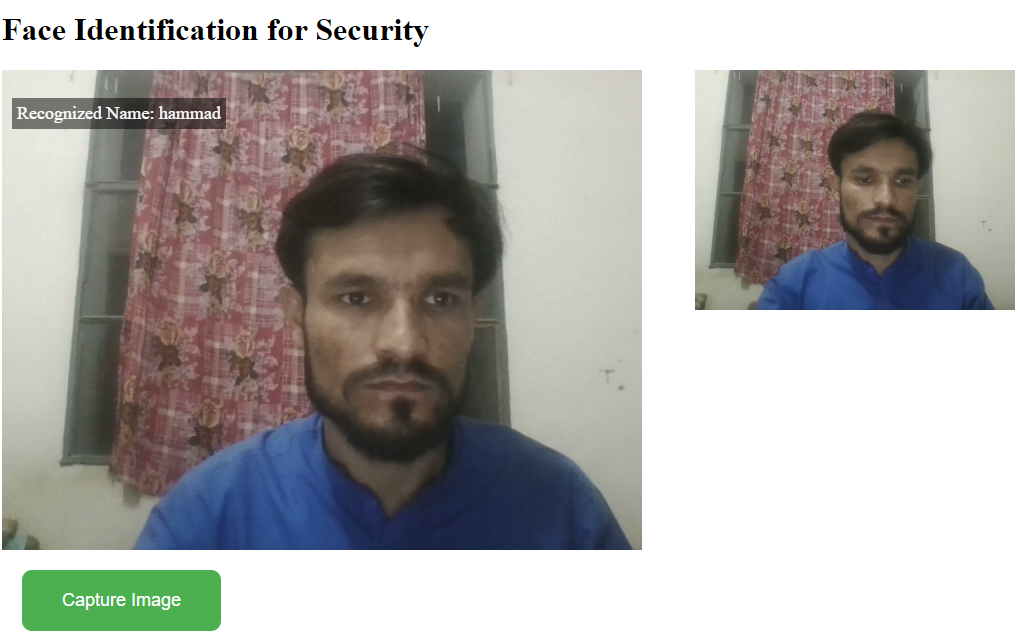 Face Identification for Security
Recognized Name: hammad
Capture Image